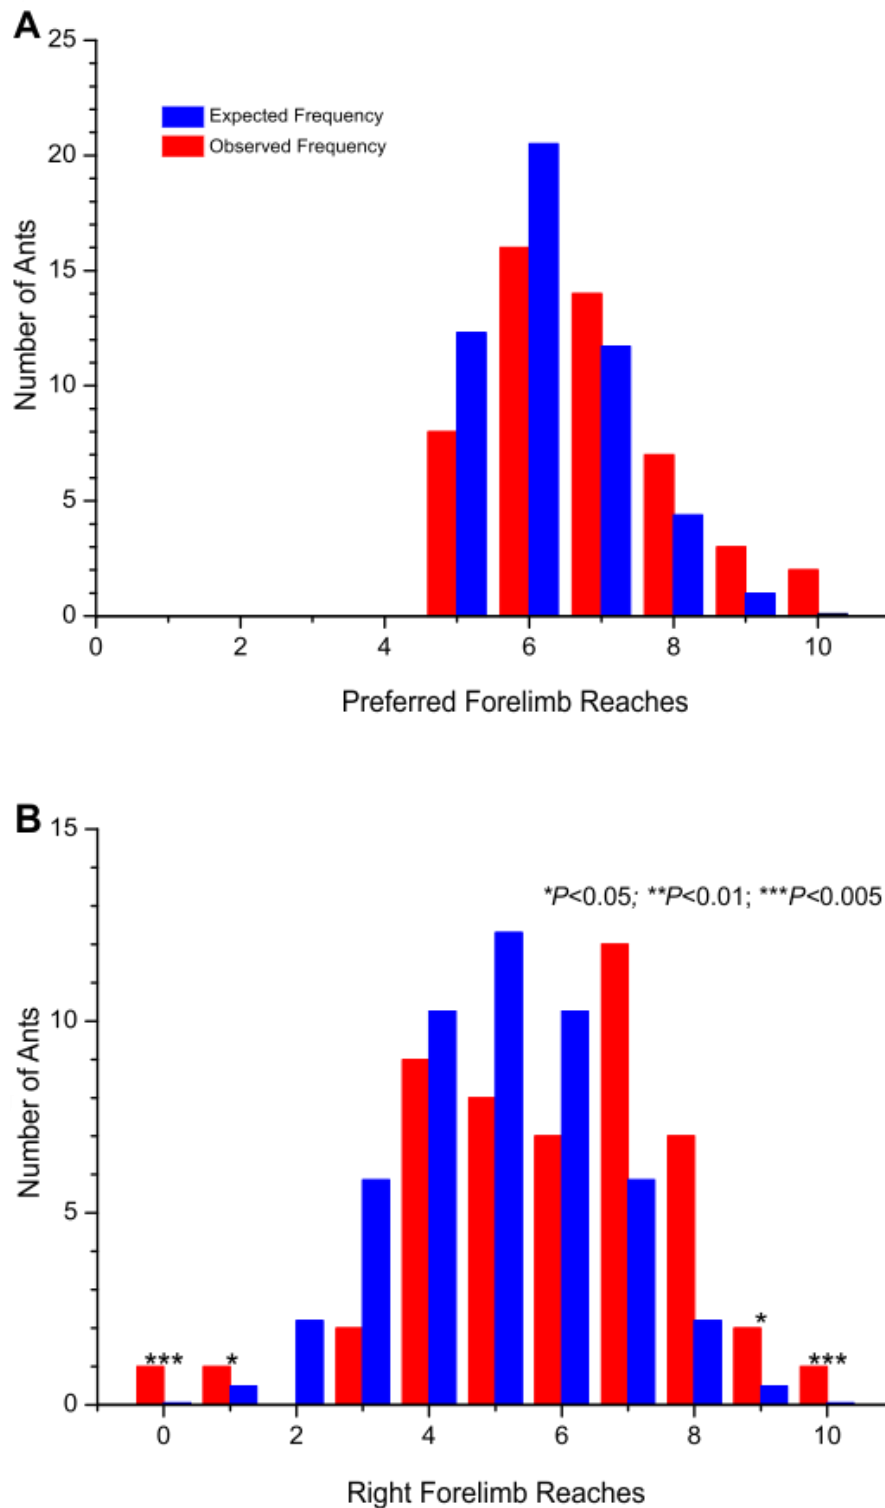 A
25
20
15
10
5
0
Number of Ants
Expected Frequency
Observed Frequency
0 2 4 6 8 10
Preferred Forelimb Reaches
B
15
10
5
0
Number of Ants
*P<0.05; **P<0.01; ***P<0.005
*** * * ***
0 2 4 6 8 10
Right Forelimb Reaches